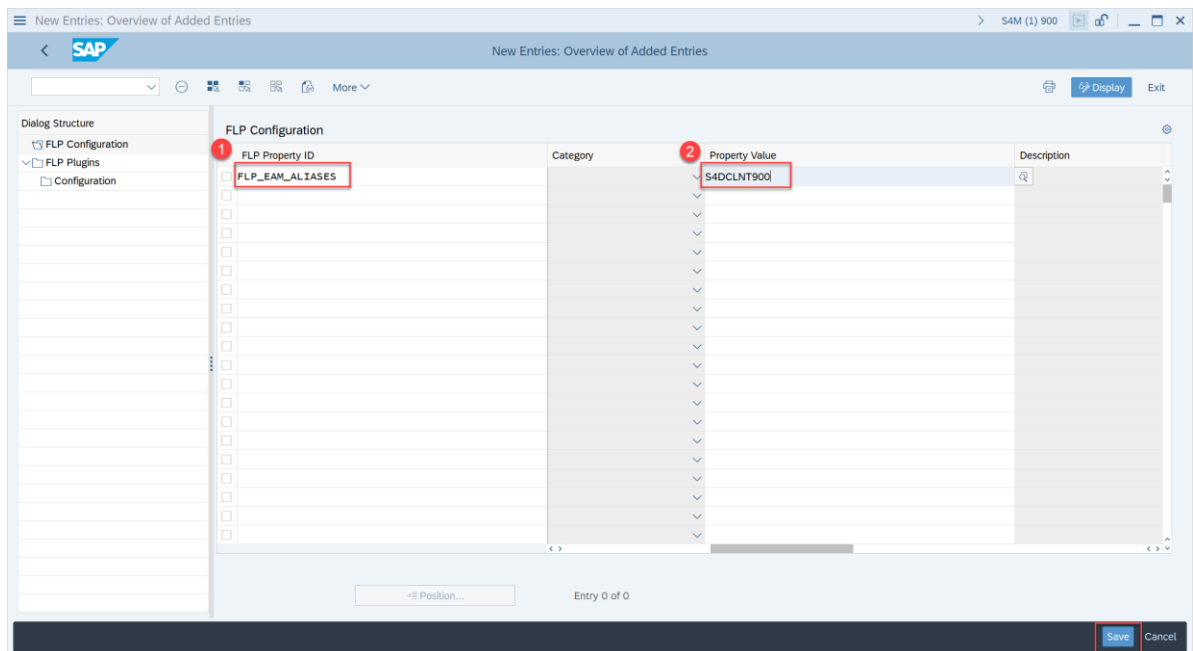 New Entries: Overview of Added Entries
S4M (1) 900
SAP
New Entries: Overview of Added Entries
More
Display
Exit
Dialog Structure
FLP Configuration
FLP Plugins
Configuration
FLP Configuration
1
FLP Property ID
Category
2
Property Value
Description
FLP_EAM_ALIASES
S4DCLNT900
Position...
Entry 0 of 0
Save
Cancel